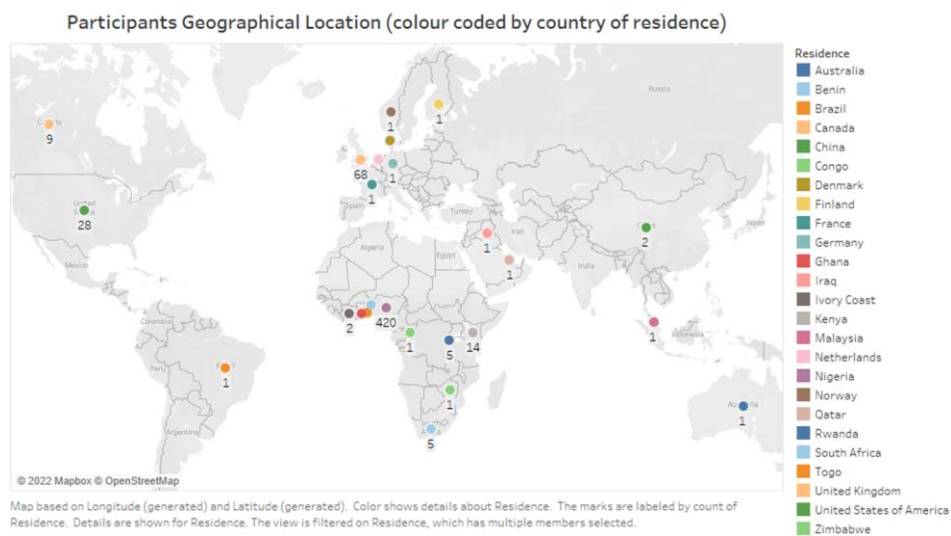 Participants Geographical Location (colour coded by country of residence)
Residence
Australia
Benin
Brazil
Canada
China
Congo
Denmark
Finland
France
Germany
Ghana
Iraq
Ivory Coast
Kenya
Malaysia
Netherlands
Nigeria
Norway
Qatar
Rwanda
South Africa
Togo
United Kingdom
United States of America
Zimbabwe
Russia
1
1
9
68
1
1
Spain
Turkey
Japan
United
28
2
Iran
1
Algeria
Egypt
1
India
Mexico
2
420
1
5
14
1
Indonesia
Colombia
Peru
1
1
1
5
Argentina
© 2022 Mapbox © OpenStreetMap
Map based on Longitude (generated) and Latitude (generated). Color shows details about Residence. The marks are labeled by count of
Residence. Details are shown for Residence. The view is filtered on Residence, which has multiple members selected.